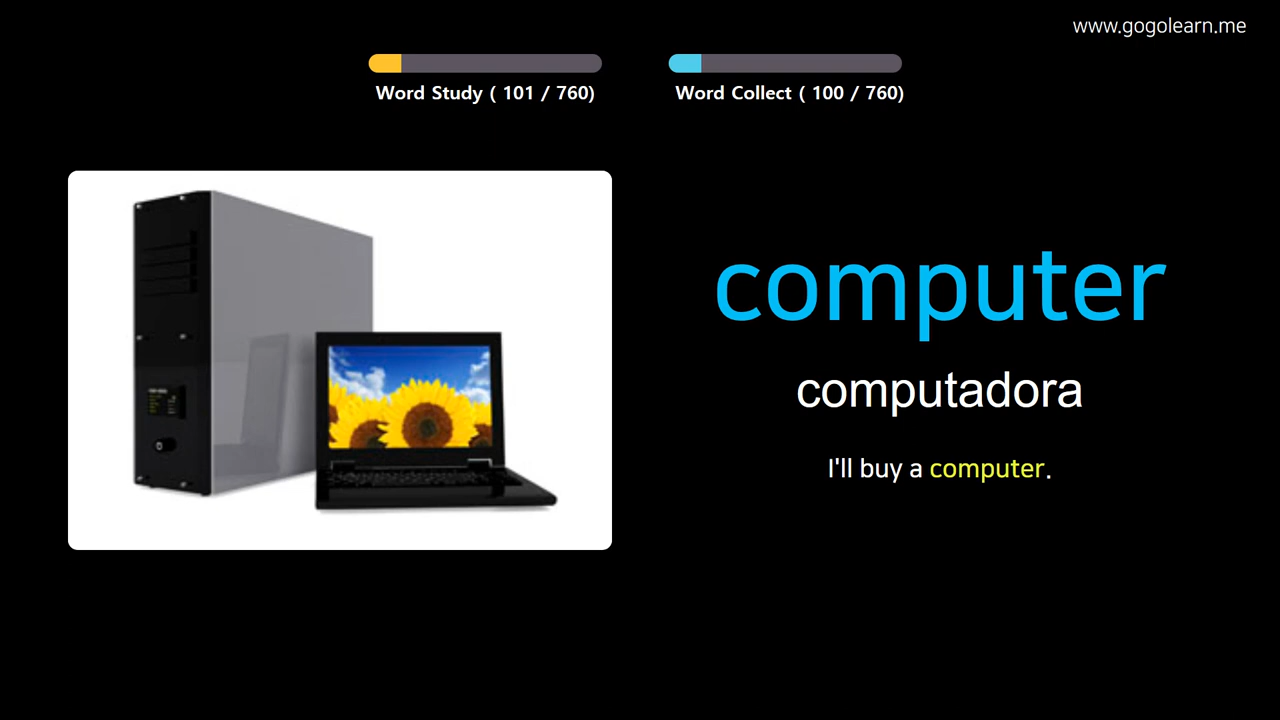 www.gogolearn.me
Word Study ( 101 / 760)
Word Collect ( 100 / 760)
computer
computadora
I'll buy a computer.